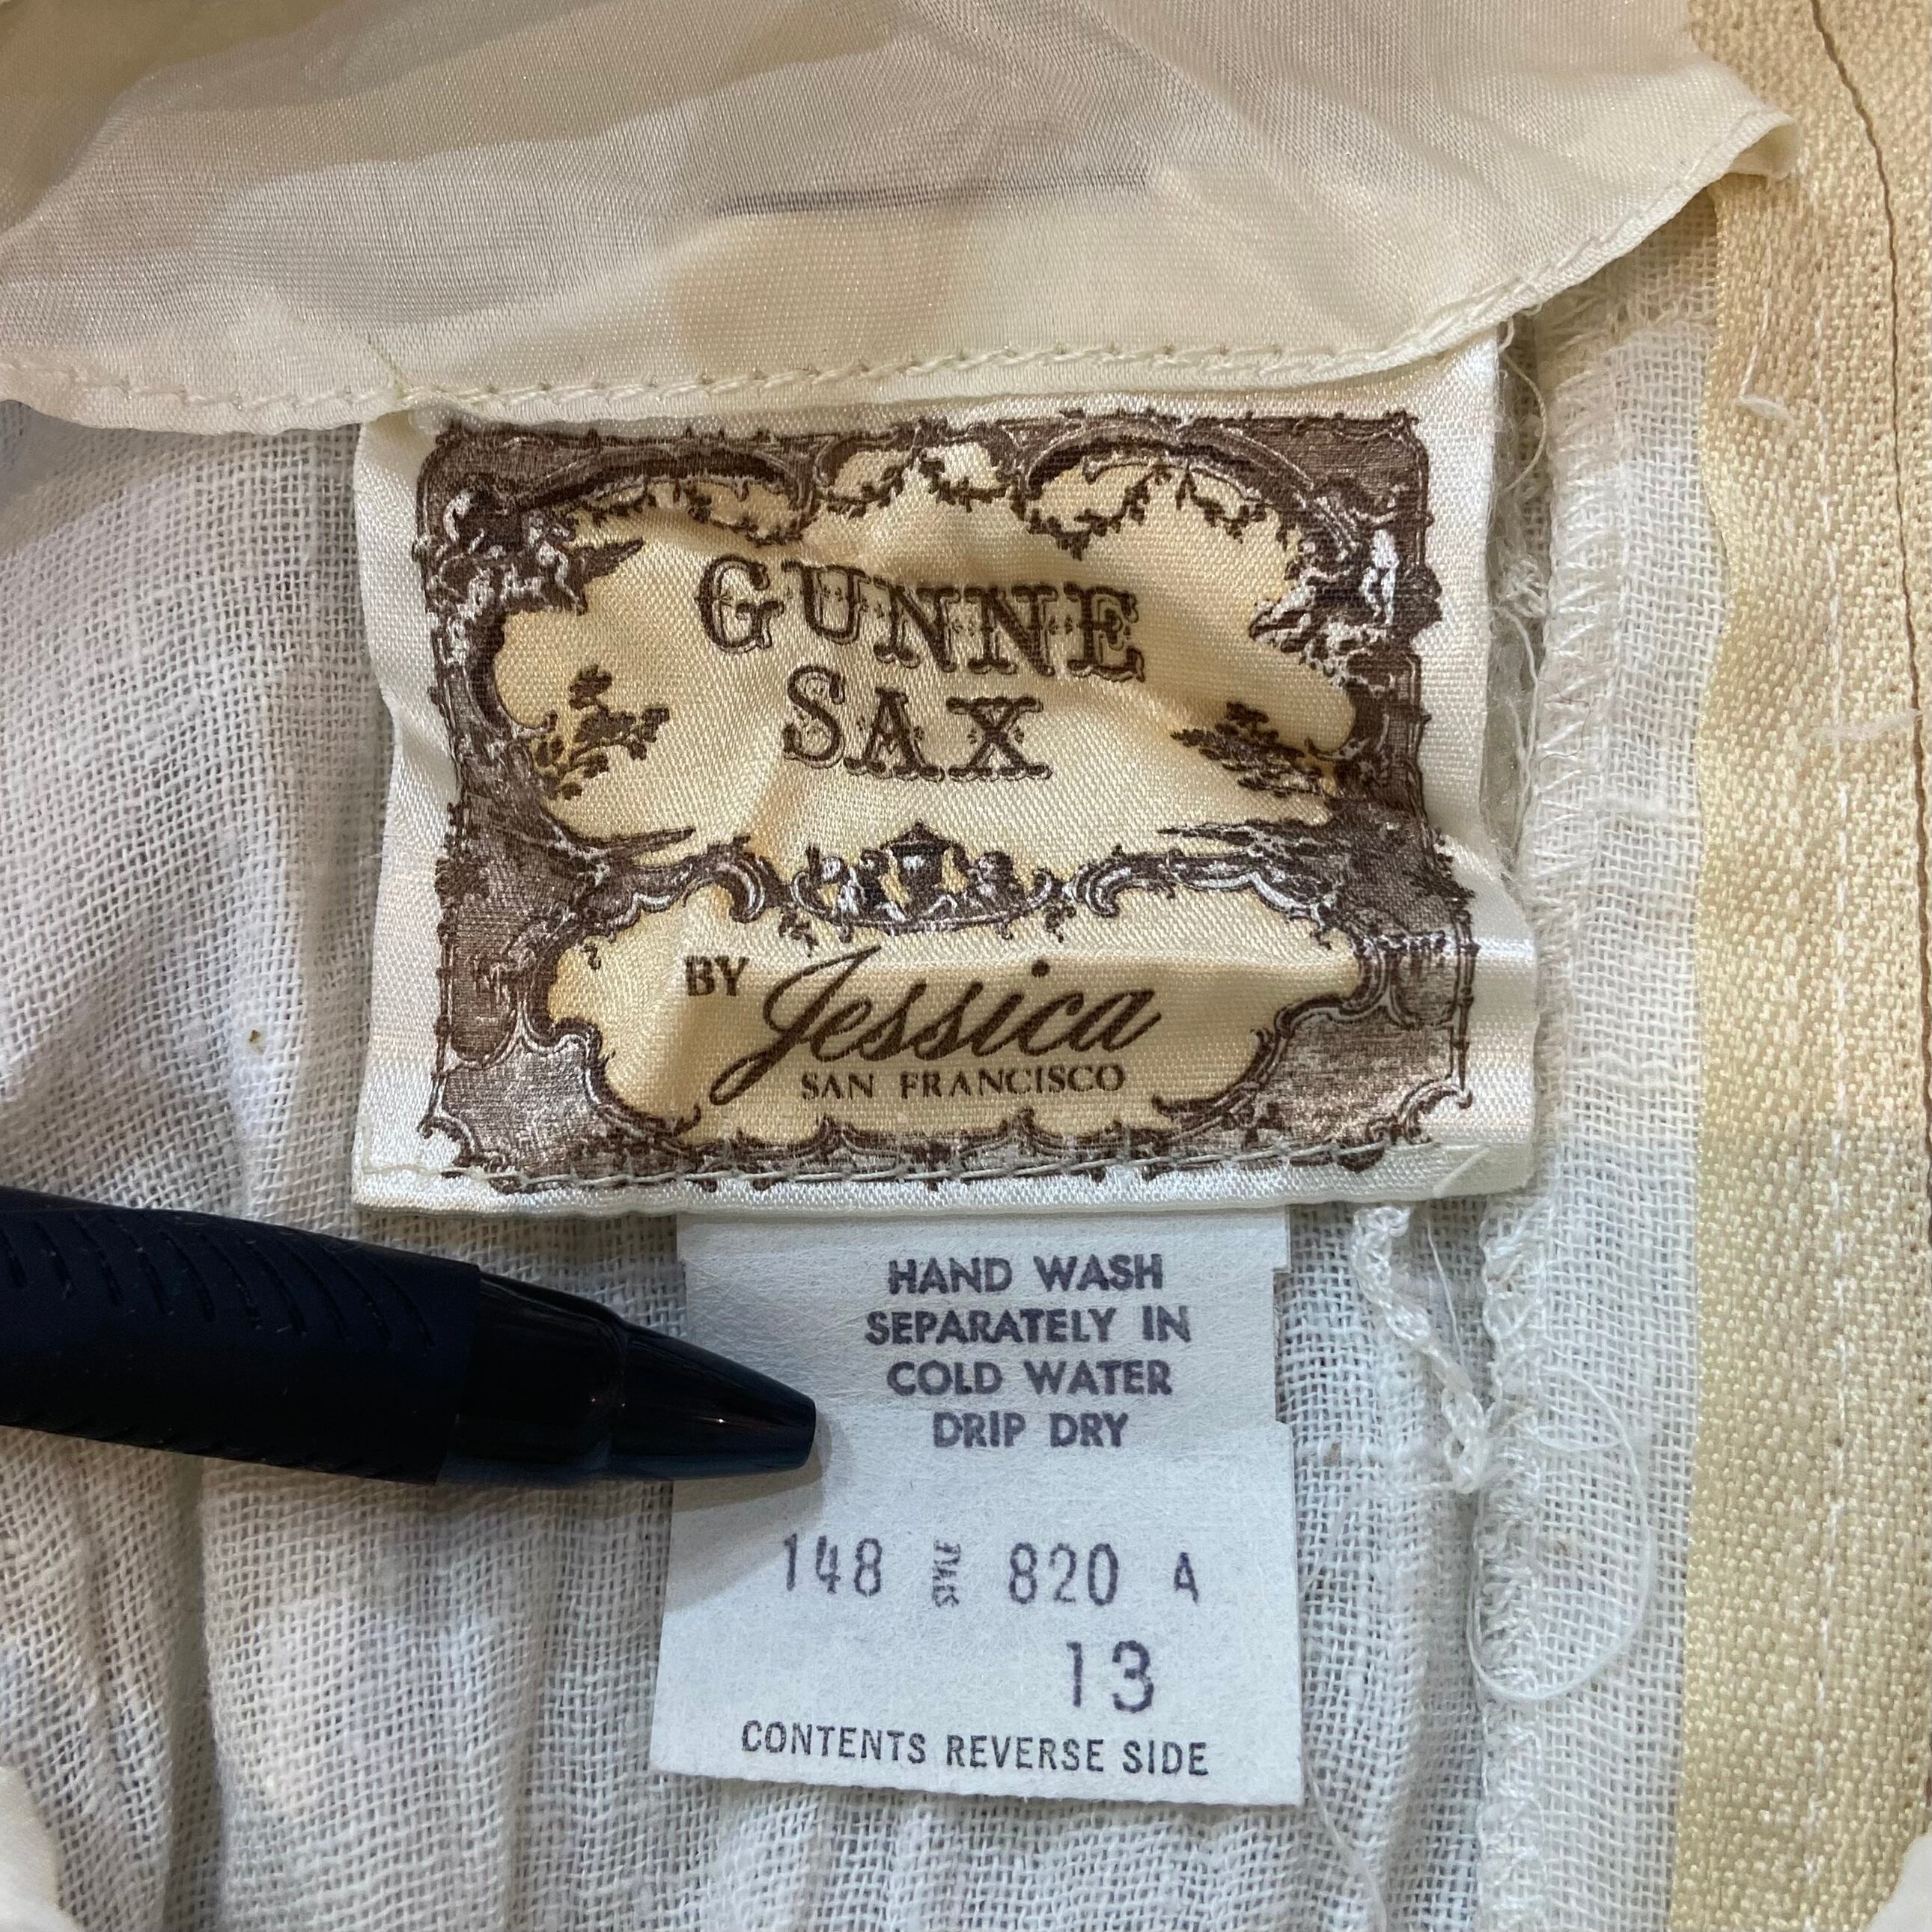 GUNNE
SAX
BY Jessica
SAN FRANCISCO
HAND WASH
SEPARATELY IN
COLD WATER
DRIP DRY
148 STYLE 820 A
13
CONTENTS REVERSE SIDE